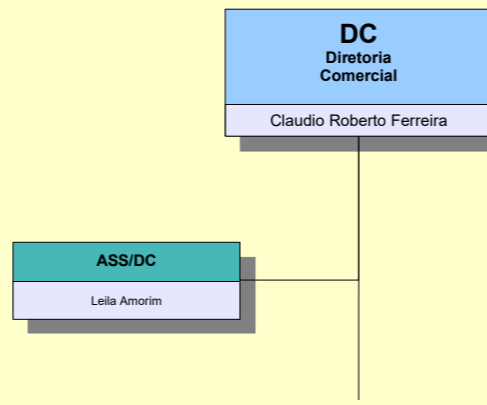 DC
Diretoria
Comercial
Claudio Roberto Ferreira
ASS/DC
Leila Amorim